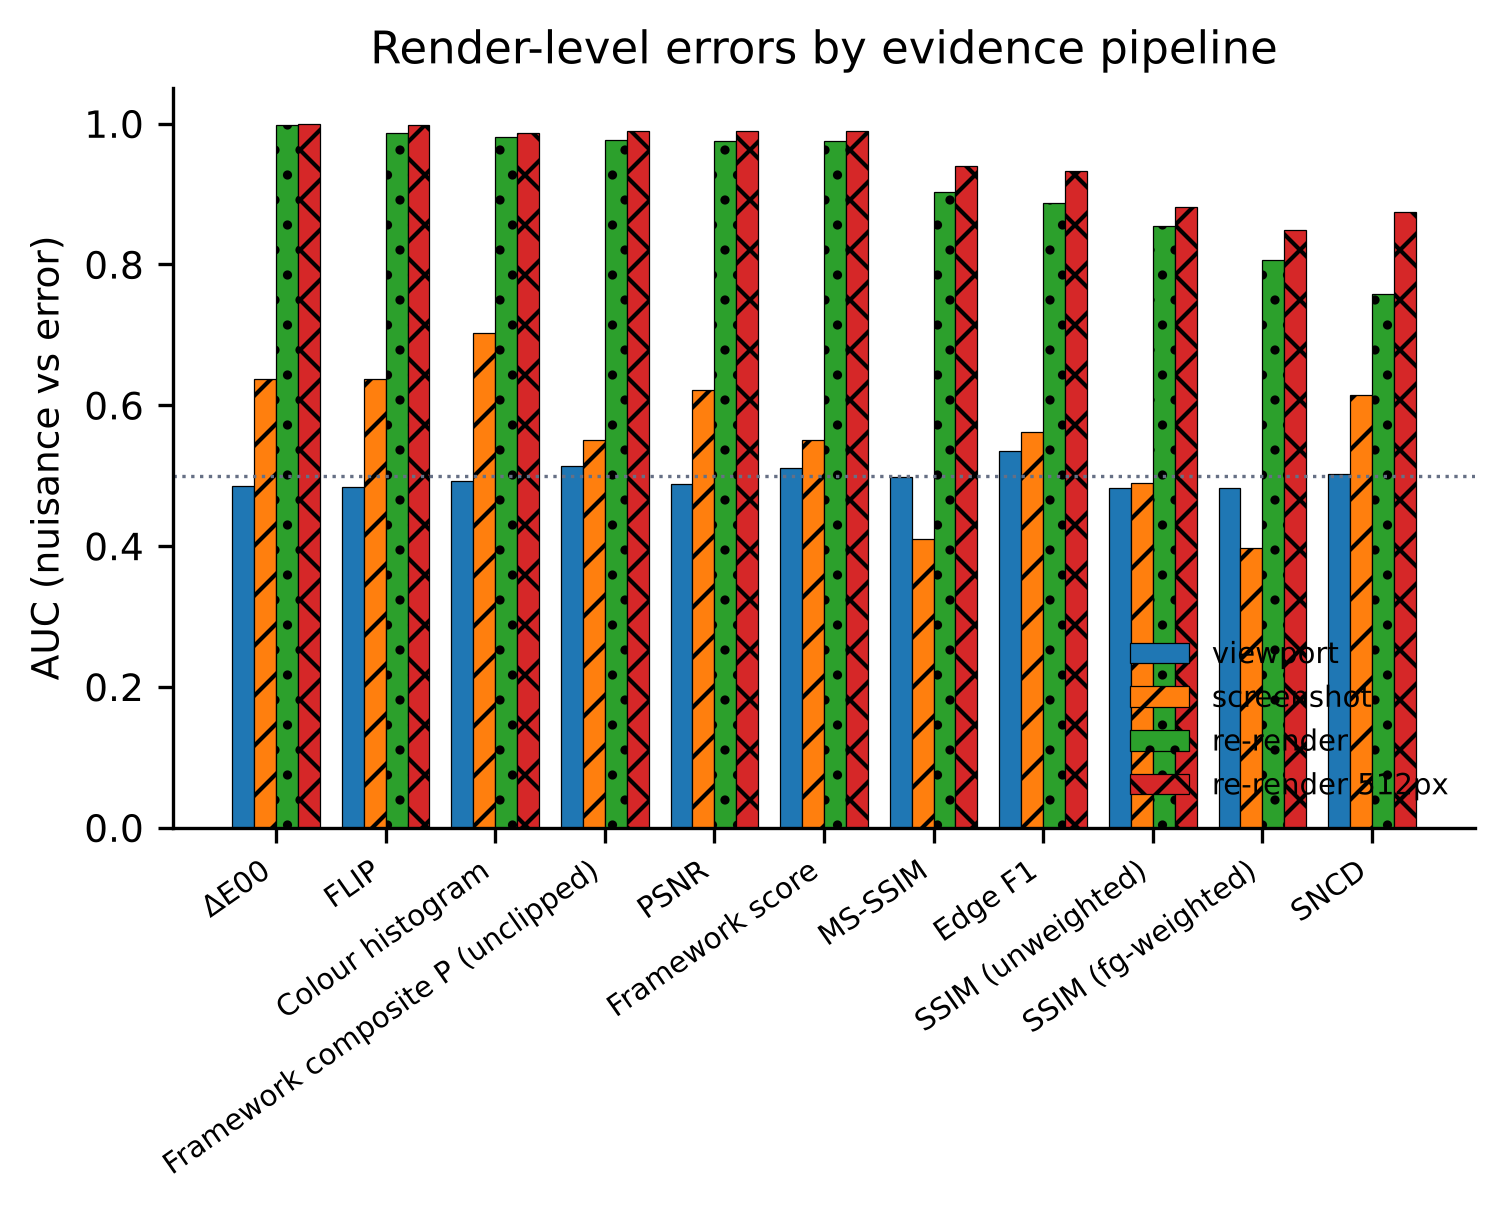 Render-level errors by evidence pipeline
AUC (nuisance vs error)
1.0
0.8
0.6
0.4
0.2
0.0
viewport
screenshot
re-render
re-render 512px
ΔE00
FLIP
Colour histogram
Framework composite P (unclipped)
PSNR
Framework score
MS-SSIM
Edge F1
SSIM (unweighted)
SSIM (fg-weighted)
SNCD